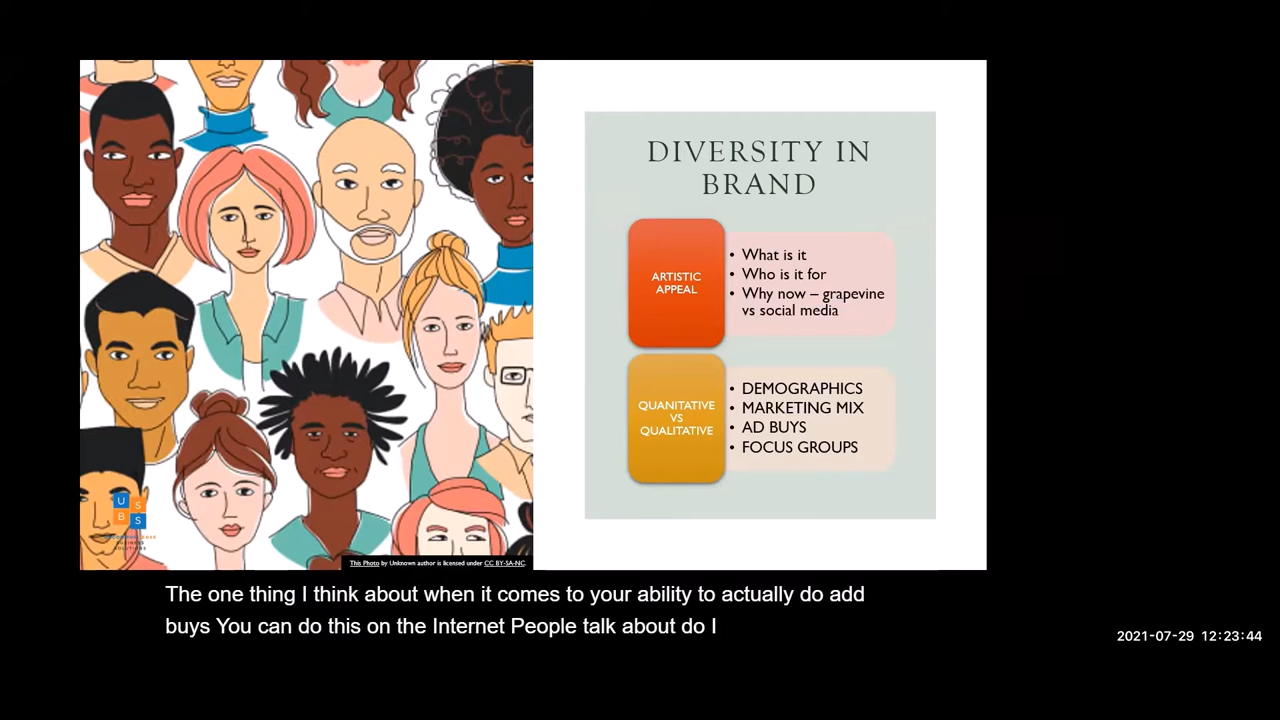 DIVERSITY IN
BRAND
ARTISTIC
APPEAL
• What is it
• Who is it for
• Why now – grapevine
vs social media
QUANITATIVE
VS
QUALITATIVE
• DEMOGRAPHICS
• MARKETING MIX
• AD BUYS
• FOCUS GROUPS
U S
B S
BUSINESS
SOLUTIONS
This Photo by Unknown author is licensed under CC BY-SA-NC.
The one thing I think about when it comes to your ability to actually do add
buys You can do this on the Internet People talk about do I
2021-07-29 12:23:44